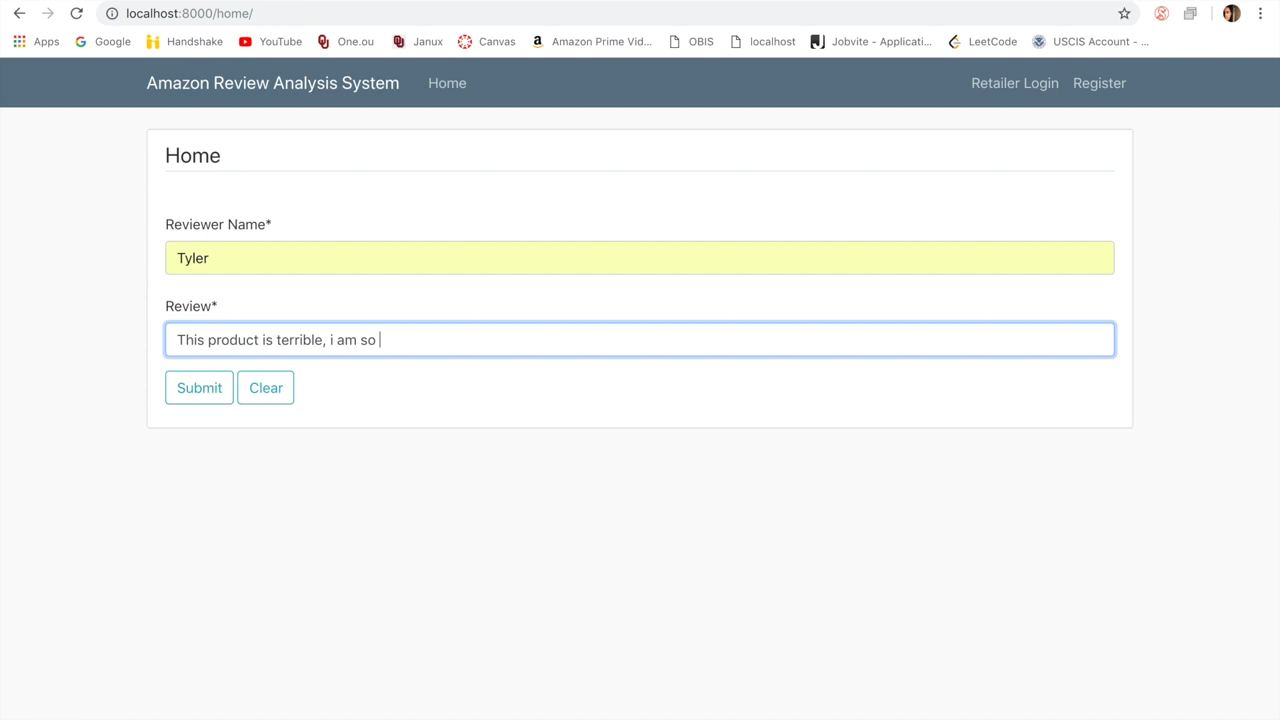 localhost:8000/home/
Apps Google Handshake YouTube One.ou Janux Canvas Amazon Prime Vid... OBIS localhost Jobvite - Applicati... LeetCode USCIS Account - ...
Amazon Review Analysis System Home Retailer Login Register
Home
Reviewer Name*
Tyler
Review*
This product is terrible, i am so
Submit Clear